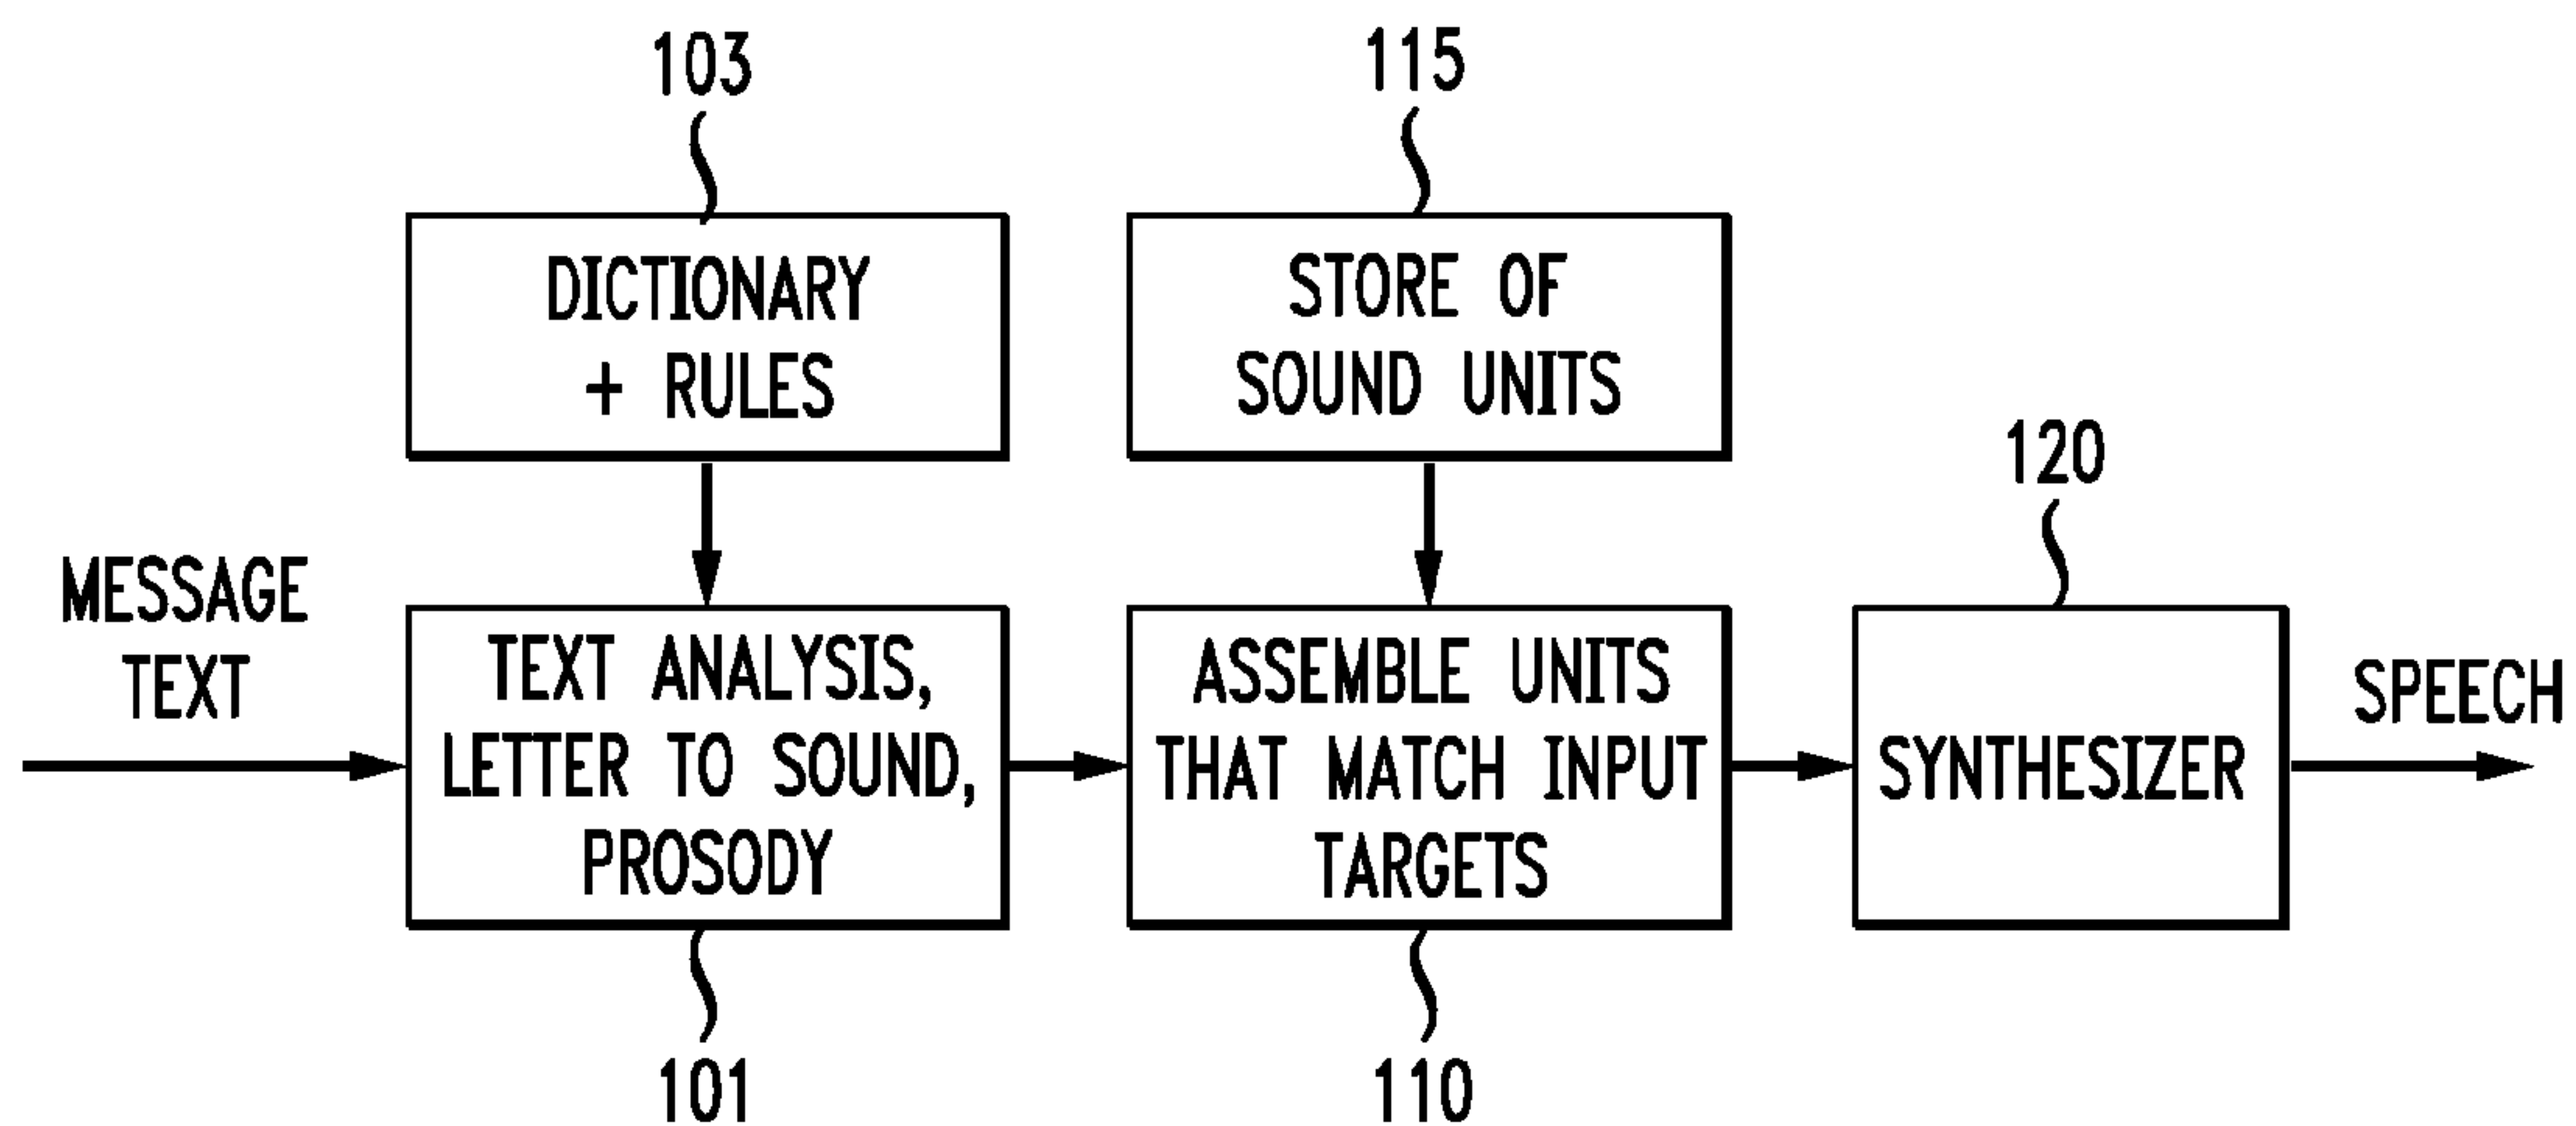 103
115
DICTIONARY
+ RULES
STORE OF
SOUND UNITS
120
MESSAGE
TEXT
TEXT ANALYSIS,
LETTER TO SOUND,
PROSODY
ASSEMBLE UNITS
THAT MATCH INPUT
TARGETS
SYNTHESIZER
SPEECH
101
110